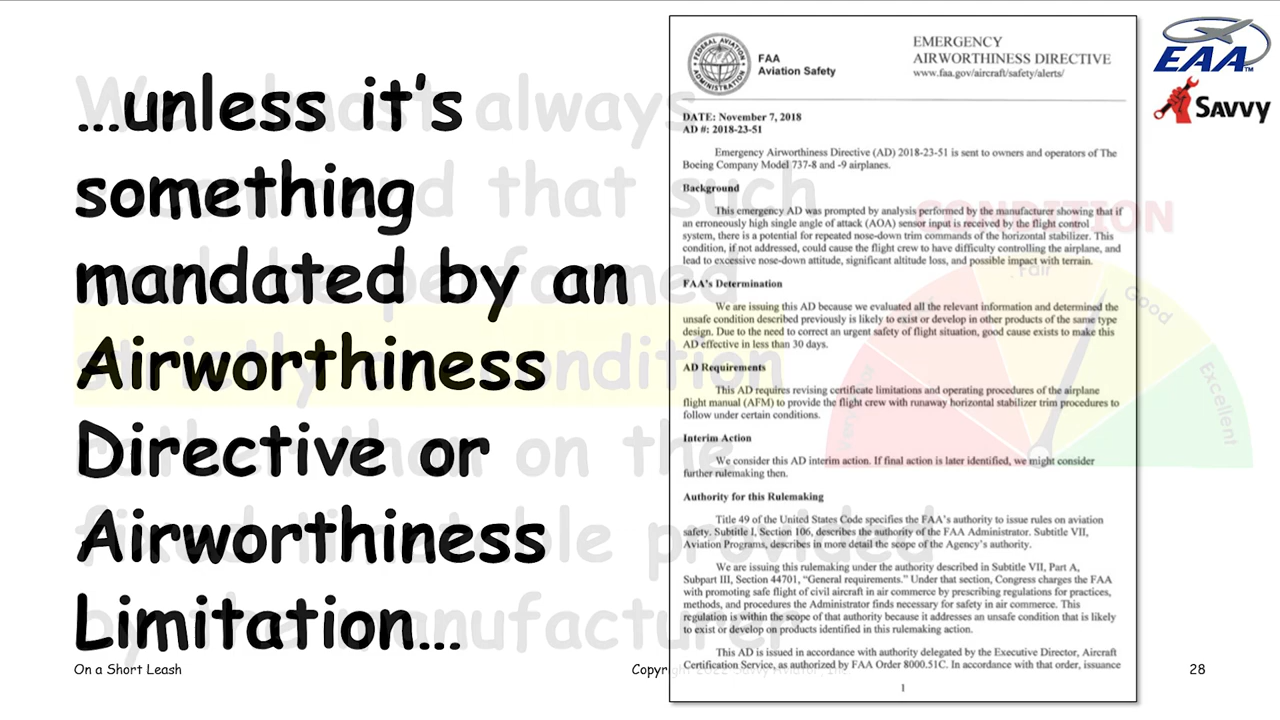 ...unless it's
something
mandated by an
Airworthiness
Directive or
Airworthiness
Limitation...
FAA
Aviation Safety
EMERGENCY
AIRWORTHINESS DIRECTIVE
www.faa.gov/aircraft/safety/alerts/
DATE: November 7, 2018
AD #: 2018-23-51
Emergency Airworthiness Directive (AD) 2018-23-51 is sent to owners and operators of The
Boeing Company Model 737-8 and -9 airplanes.
Background
This emergency AD was prompted by analysis performed by the manufacturer showing that if
an erroneously high single angle of attack (AOA) sensor input is received by the flight control
system, there is a potential for repeated nose-down trim commands of the horizontal stabilizer. This
condition, if not addressed, could cause the flight crew to have difficulty controlling the airplane, and
lead to excessive nose-down attitude, significant altitude loss, and possible impact with terrain.
FAA's Determination
We are issuing this AD because we evaluated all the relevant information and determined the
unsafe condition described previously is likely to exist or develop in other products of the same type
design. Due to the need to correct an urgent safety of flight situation, good cause exists to make this
AD effective in less than 30 days.
AD Requirements
This AD requires revising certificate limitations and operating procedures of the airplane
flight manual (AFM) to provide the flight crew with runaway horizontal stabilizer trim procedures to
follow under certain conditions.
Interim Action
We consider this AD interim action. If final action is later identified, we might consider
further rulemaking then.
Authority for this Rulemaking
Title 49 of the United States Code specifies the FAA's authority to issue rules on aviation
safety. Subtitle I, Section 106, describes the authority of the FAA Administrator. Subtitle VII,
Aviation Programs, describes in more detail the scope of the Agency's authority.
We are issuing this rulemaking under the authority described in Subtitle VII, Part A,
Subpart III, Section 44701, "General requirements." Under that section, Congress charges the FAA
with promoting safe flight of civil aircraft in air commerce by prescribing regulations for practices,
methods, and procedures the Administrator finds necessary for safety in air commerce. This
regulation is within the scope of that authority because it addresses an unsafe condition that is likely
to exist or develop on products identified in this rulemaking action.
This AD is issued in accordance with authority delegated by the Executive Director, Aircraft
Certification Service, as authorized by FAA Order 8000.51C. In accordance with that order, issuance
1
EAA
Savvy
Fair
Good
Excellent
On a Short Leash
28